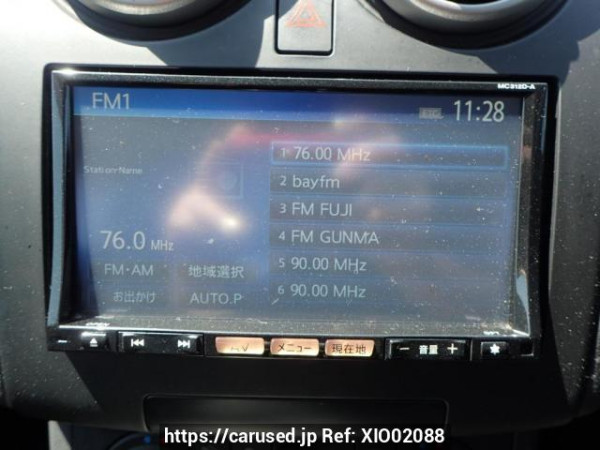 MC312D-A
FM1
11:28
Station Name
1 76.00 MHz
2 bayfm
3 FM FUJI
4 FM GUNMA
5 90.00 MHz
6 90.00 MHz
76.0 MHz
FM・AM 地域選択
お出かけ AUTO.P
AV メニュー 現在地
− 音量 +
https://carused.jp Ref: XIO02088